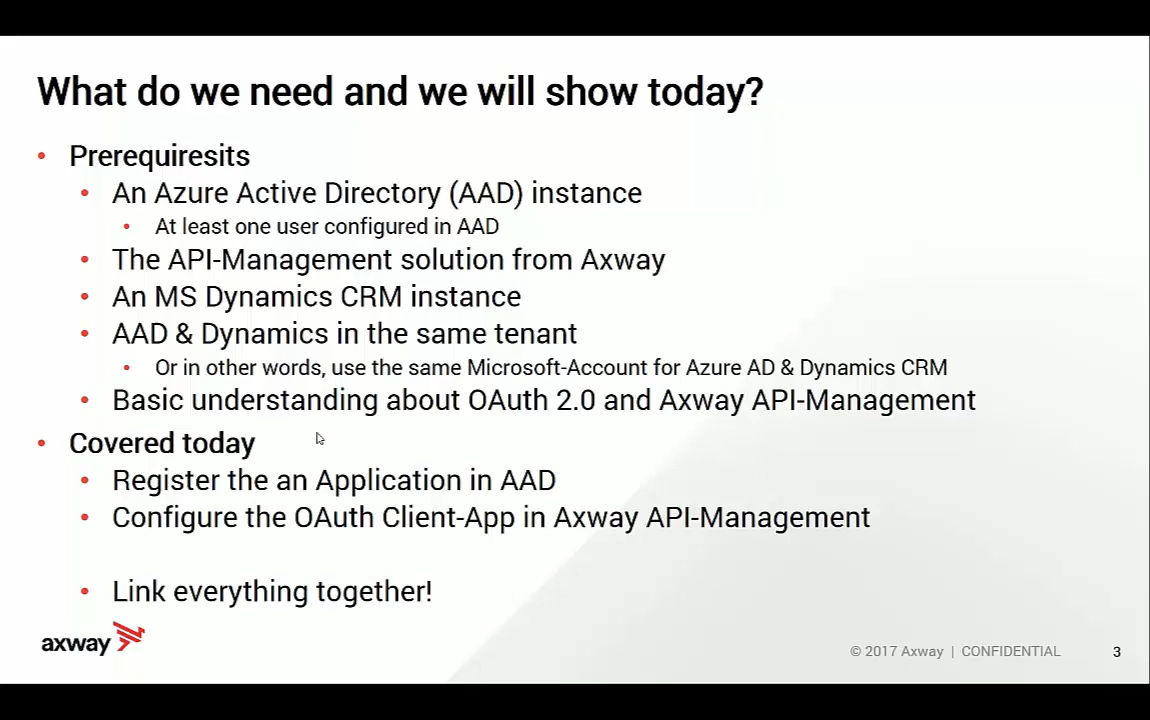 What do we need and we will show today?
• Prerequiresits
• An Azure Active Directory (AAD) instance
• At least one user configured in AAD
• The API-Management solution from Axway
• An MS Dynamics CRM instance
• AAD & Dynamics in the same tenant
• Or in other words, use the same Microsoft-Account for Azure AD & Dynamics CRM
• Basic understanding about OAuth 2.0 and Axway API-Management
• Covered today
• Register the an Application in AAD
• Configure the OAuth Client-App in Axway API-Management
• Link everything together!
axway
© 2017 Axway | CONFIDENTIAL 3